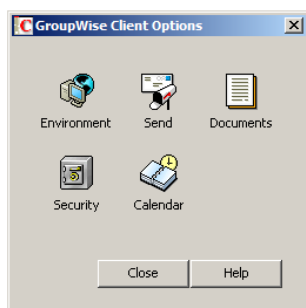 GroupWise Client Options
Environment Send Documents
Security Calendar
Close Help